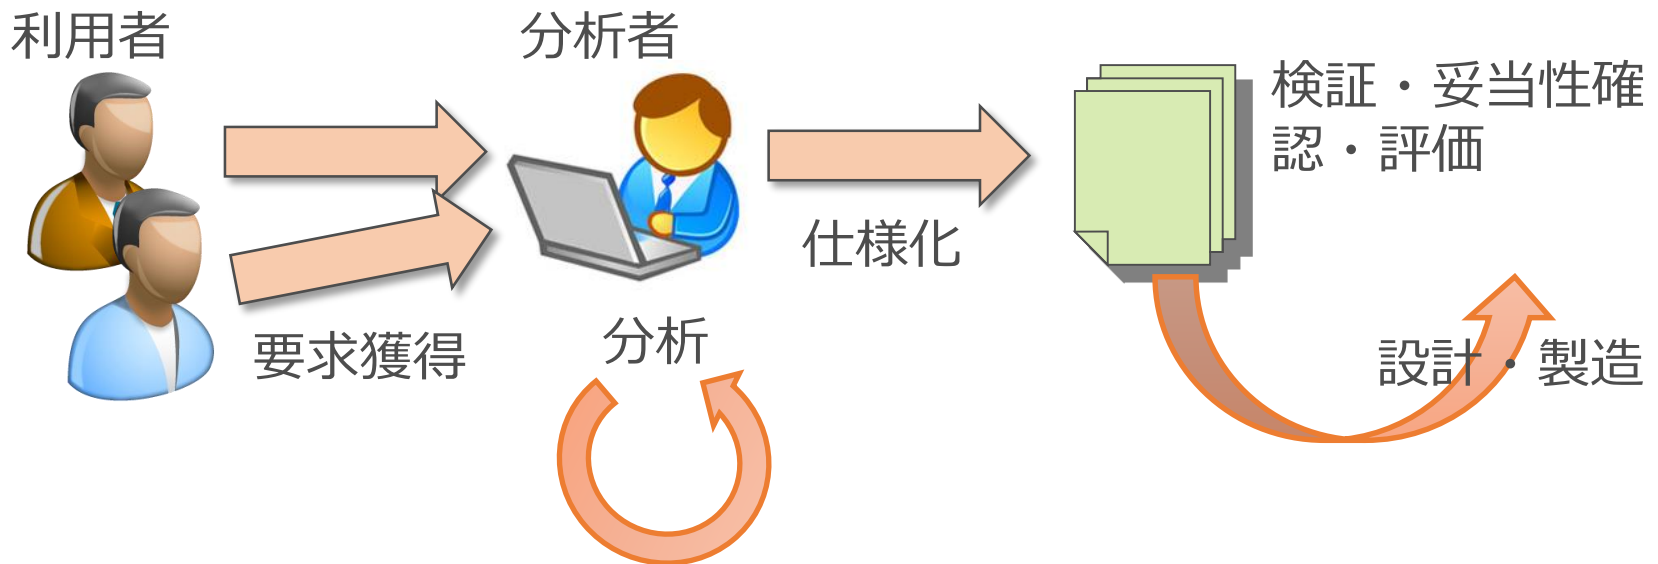 利用者
分析者
検証・妥当性確
認・評価
仕様化
要求獲得
分析
設計・製造